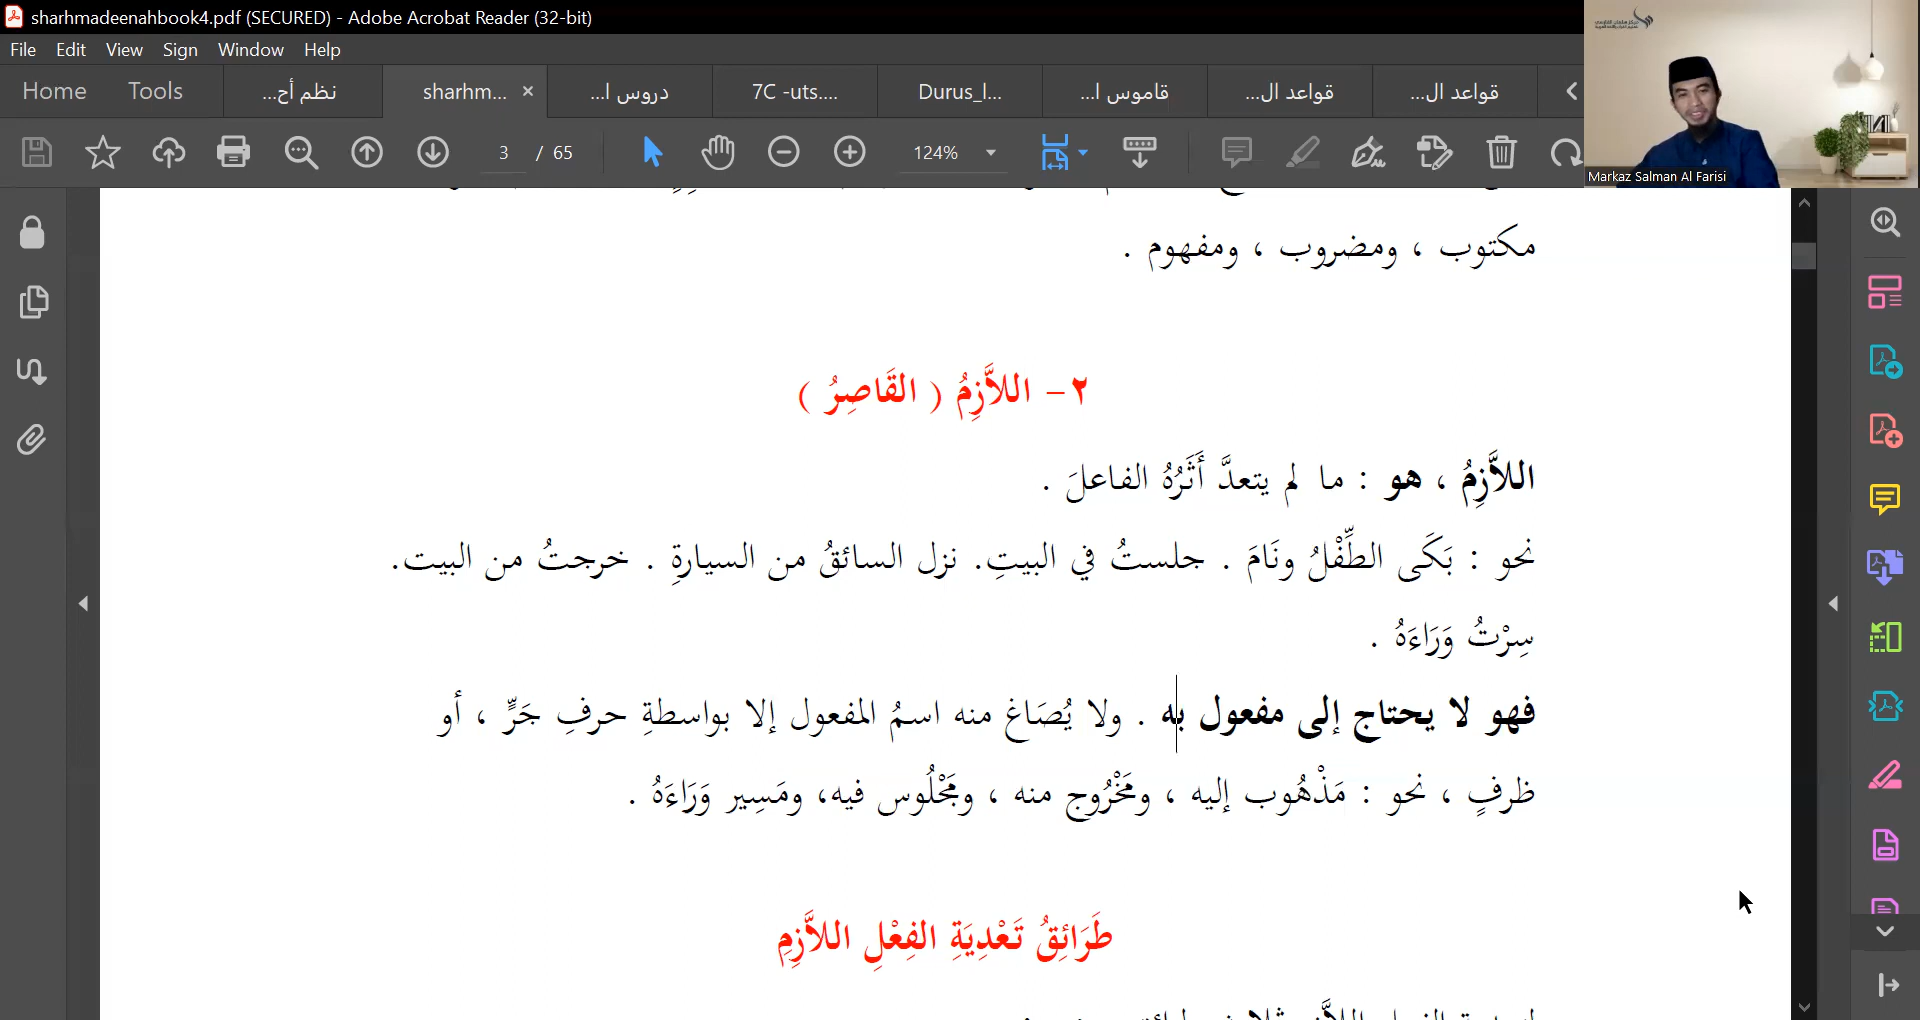 sharhmadeenahbook4.pdf (SECURED) - Adobe Acrobat Reader (32-bit)
File Edit View Sign Window Help
Home Tools نظم أح... sharhm... × دروس ا... 7C -uts.... Durus_l... قاموس ا... قواعد ال... قواعد ال...
3 / 65 124%
Markaz Salman Al Farisi
مكتوب ، ومضروب ، ومفهوم .
٢- اللاَّزِمُ ( القَاصِرُ )
اللاَّزِمُ ، هو : ما لم يتعدَّ أَثَرُهُ الفاعلَ .
نحو : بَكَى الطِّفْلُ ونَامَ . جلستُ في البيتِ. نزل السائقُ من السيارةِ . خرجتُ من البيت.
سِرْتُ وَرَاءَهُ .
فهو لا يحتاج إلى مفعول به . ولا يُصَاغ منه اسمُ المفعول إلا بواسطةِ حرفِ جَرٍّ ، أو
ظرفٍ ، نحو : مَذْهُوب إليه ، ومَخْرُوج منه ، ومَجْلُوس فيه، ومَسِير وَرَاءَهُ .
طَرَائِقُ تَعْدِيَةِ الفِعْلِ اللاَّزِمِ